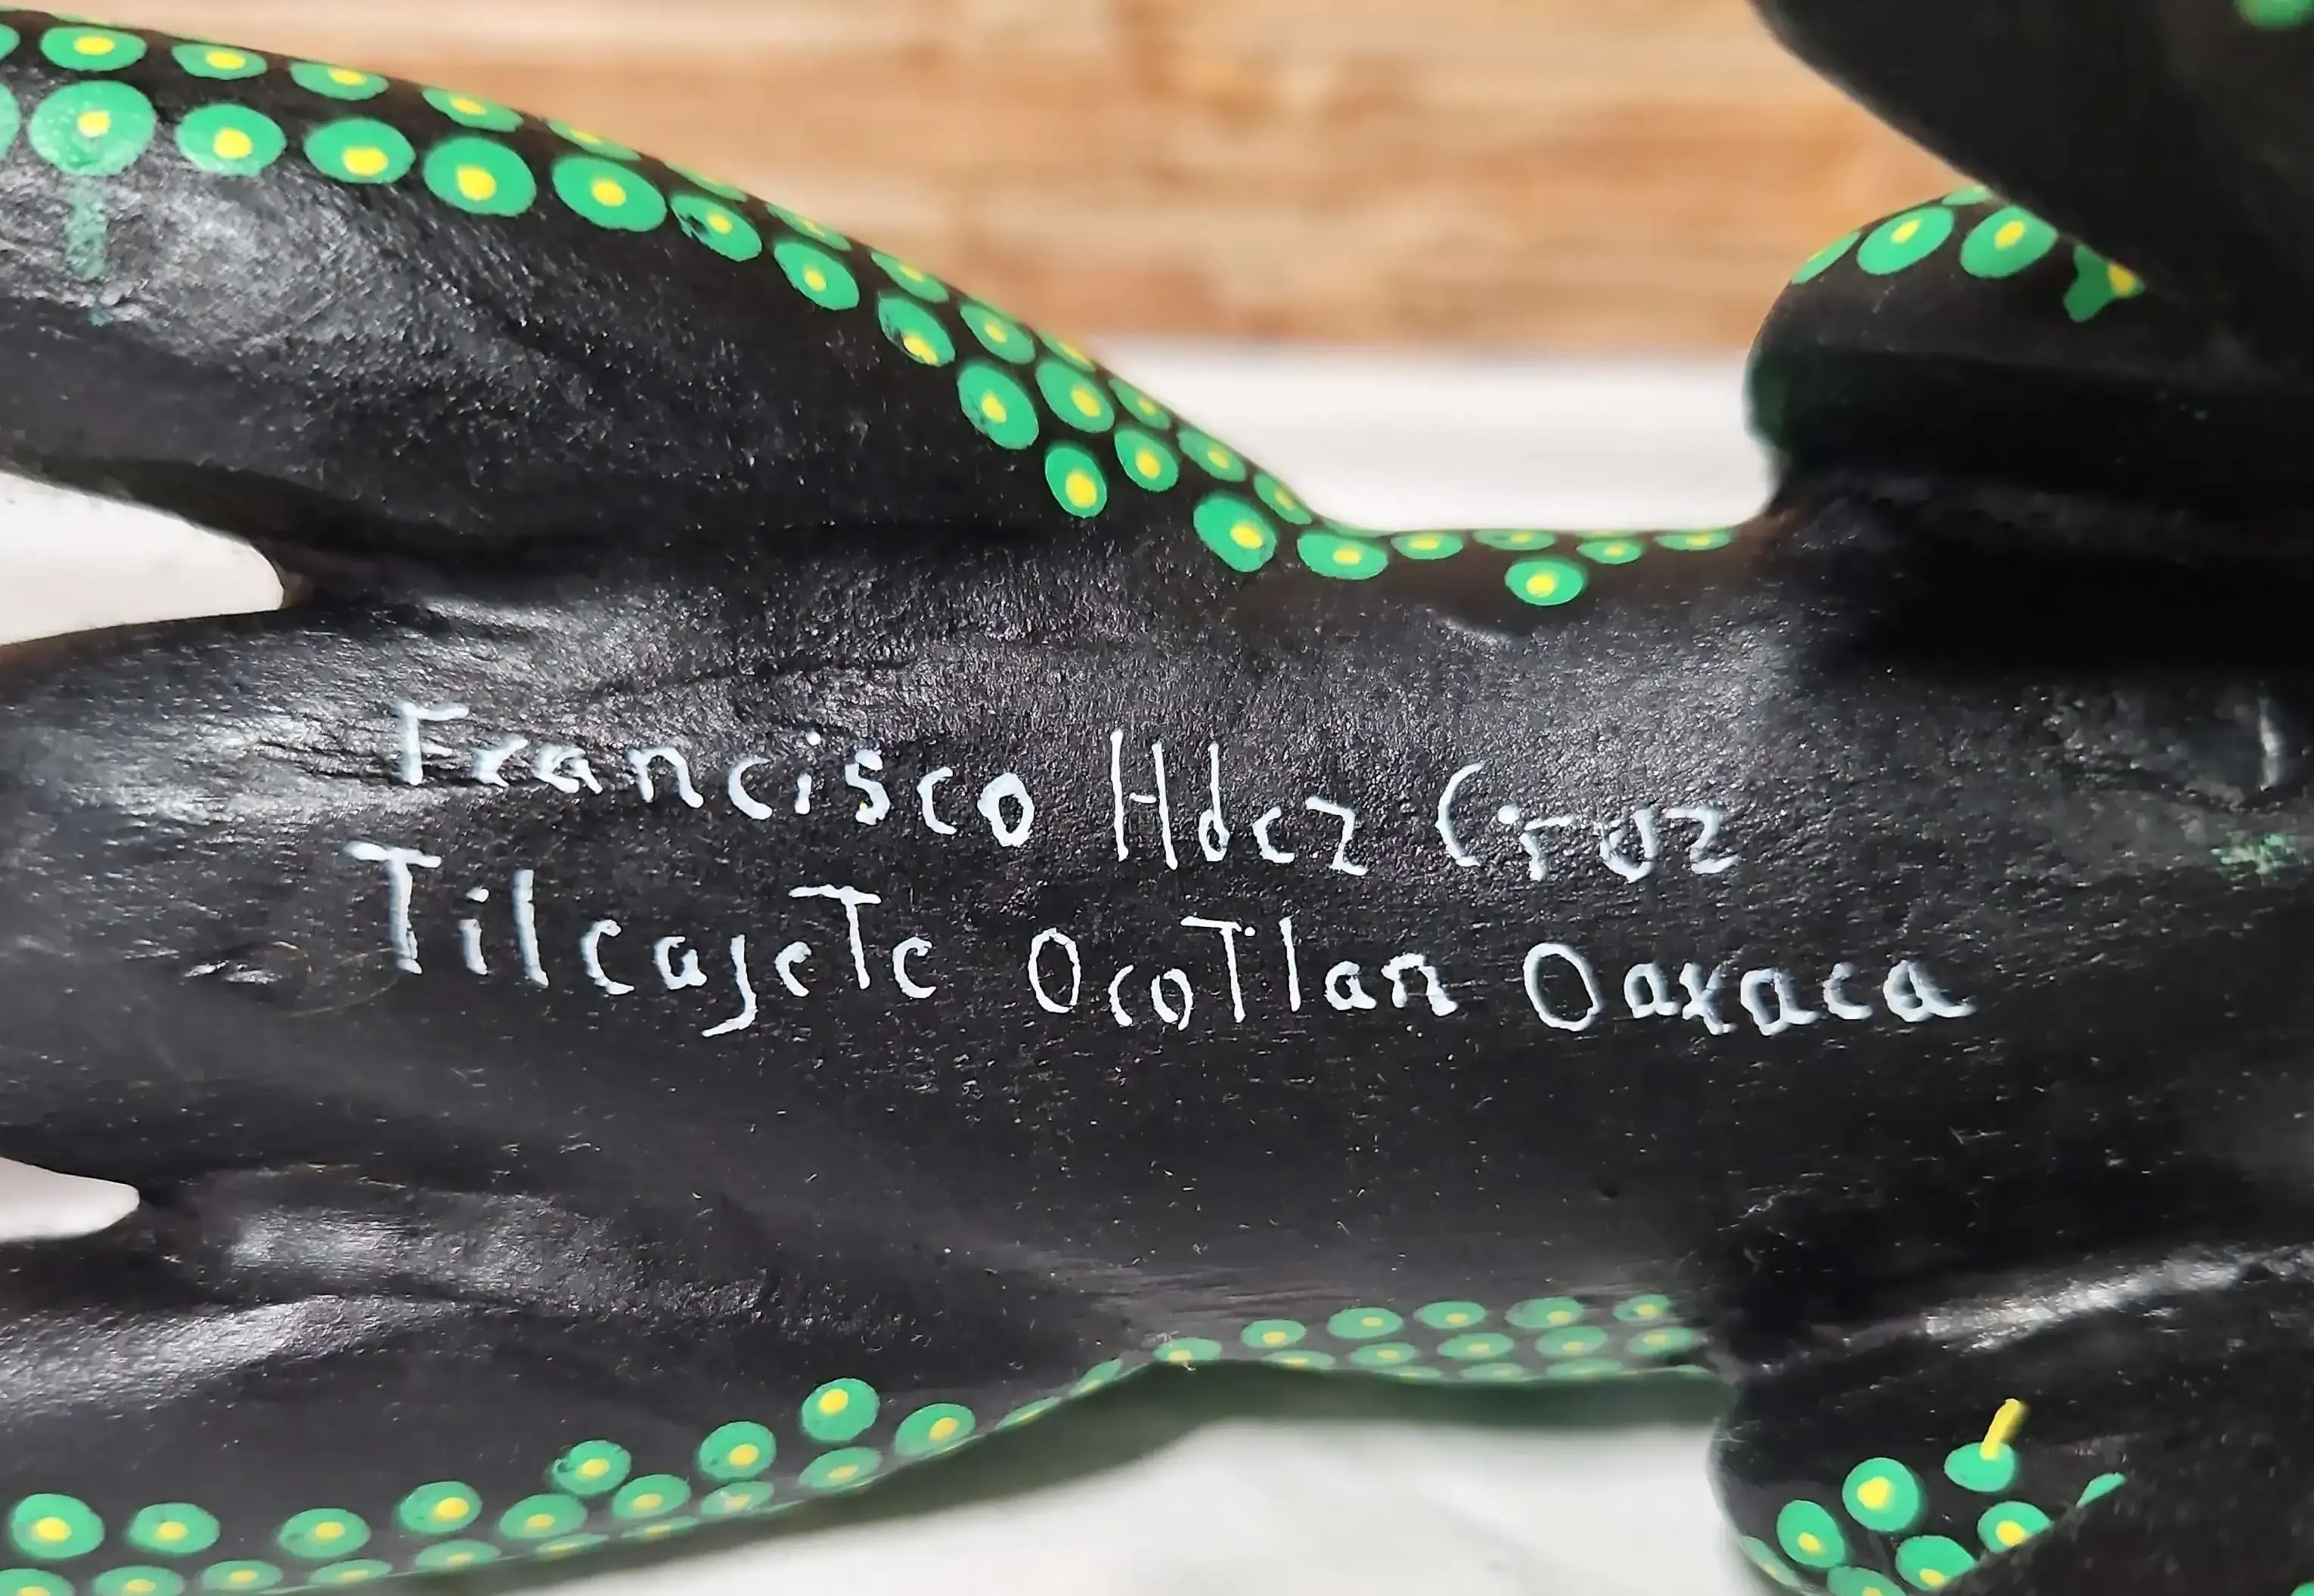 Francisco Hdez Cruz
Tilcajete Ocotlan Oaxaca